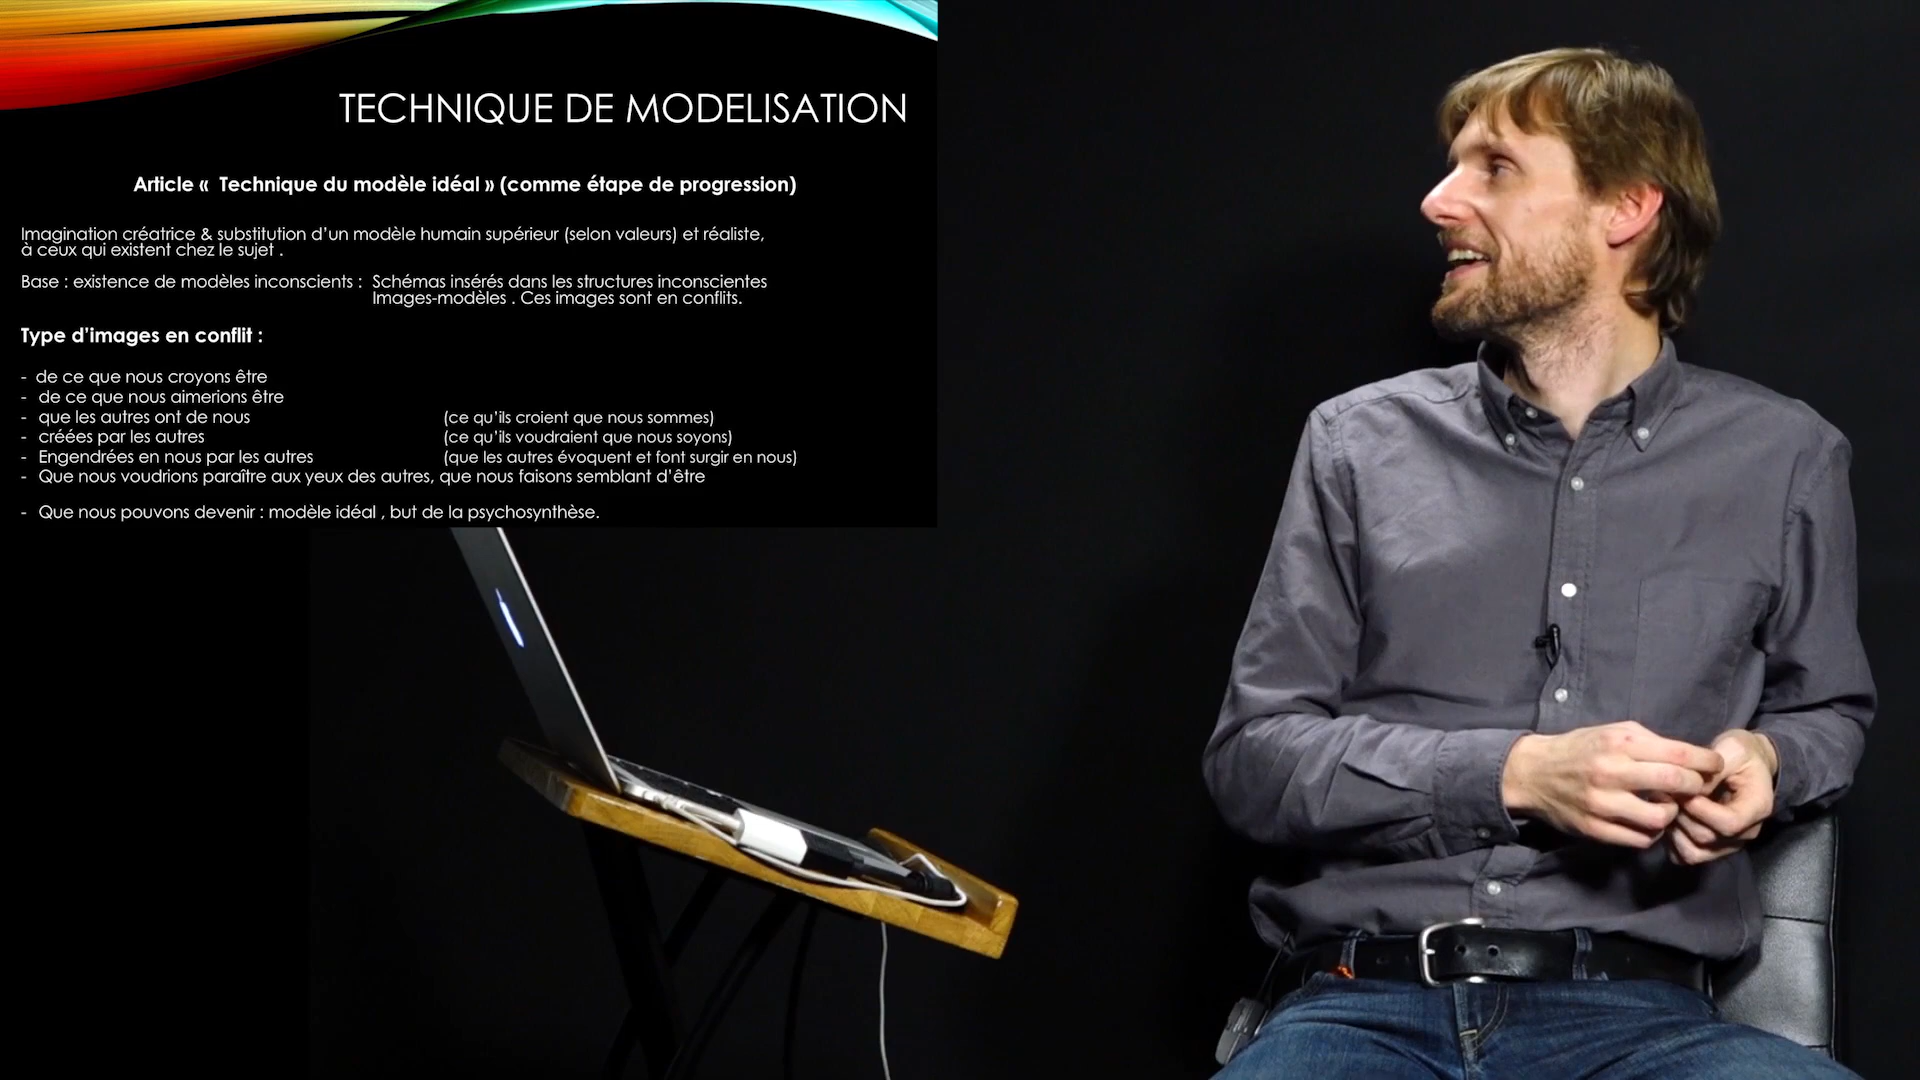 TECHNIQUE DE MODELISATION
Article «  Technique du modèle idéal » (comme étape de progression)
Imagination créatrice & substitution d’un modèle humain supérieur (selon valeurs) et réaliste,
à ceux qui existent chez le sujet .
Base : existence de modèles inconscients :  Schémas insérés dans les structures inconscientes
Images-modèles . Ces images sont en conflits.
Type d’images en conflit :
- de ce que nous croyons être
- de ce que nous aimerions être
- que les autres ont de nous (ce qu’ils croient que nous sommes)
- créées par les autres (ce qu’ils voudraient que nous soyons)
- Engendrées en nous par les autres (que les autres évoquent et font surgir en nous)
- Que nous voudrions paraître aux yeux des autres, que nous faisons semblant d’être
- Que nous pouvons devenir : modèle idéal , but de la psychosynthèse.